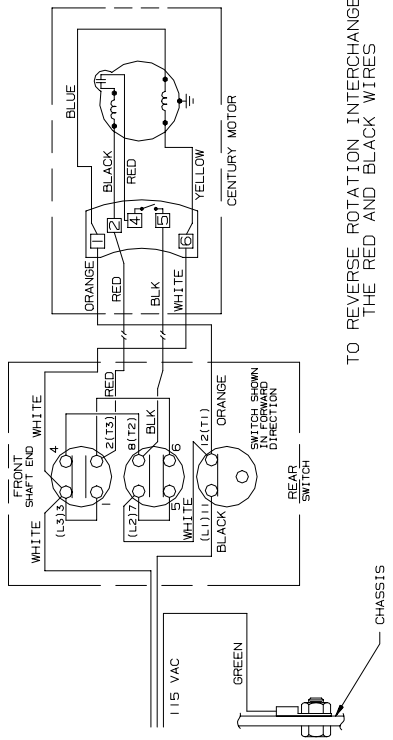 BLUE
BLACK
RED
YELLOW
CENTURY MOTOR
1
2
4
5
6
ORANGE
RED
BLK
WHITE
FRONT
SHAFT END
WHITE
WHITE
(L3)3
4
1
2(T3)
RED
(L2)7
8(T2)
BLK
5
6
WHITE
(L1)11
12(T1)
BLACK
ORANGE
SWITCH SHOWN
IN FORWARD
DIRECTION
REAR
SWITCH
115 VAC
GREEN
CHASSIS
TO REVERSE ROTATION INTERCHANGE
THE RED AND BLACK WIRES